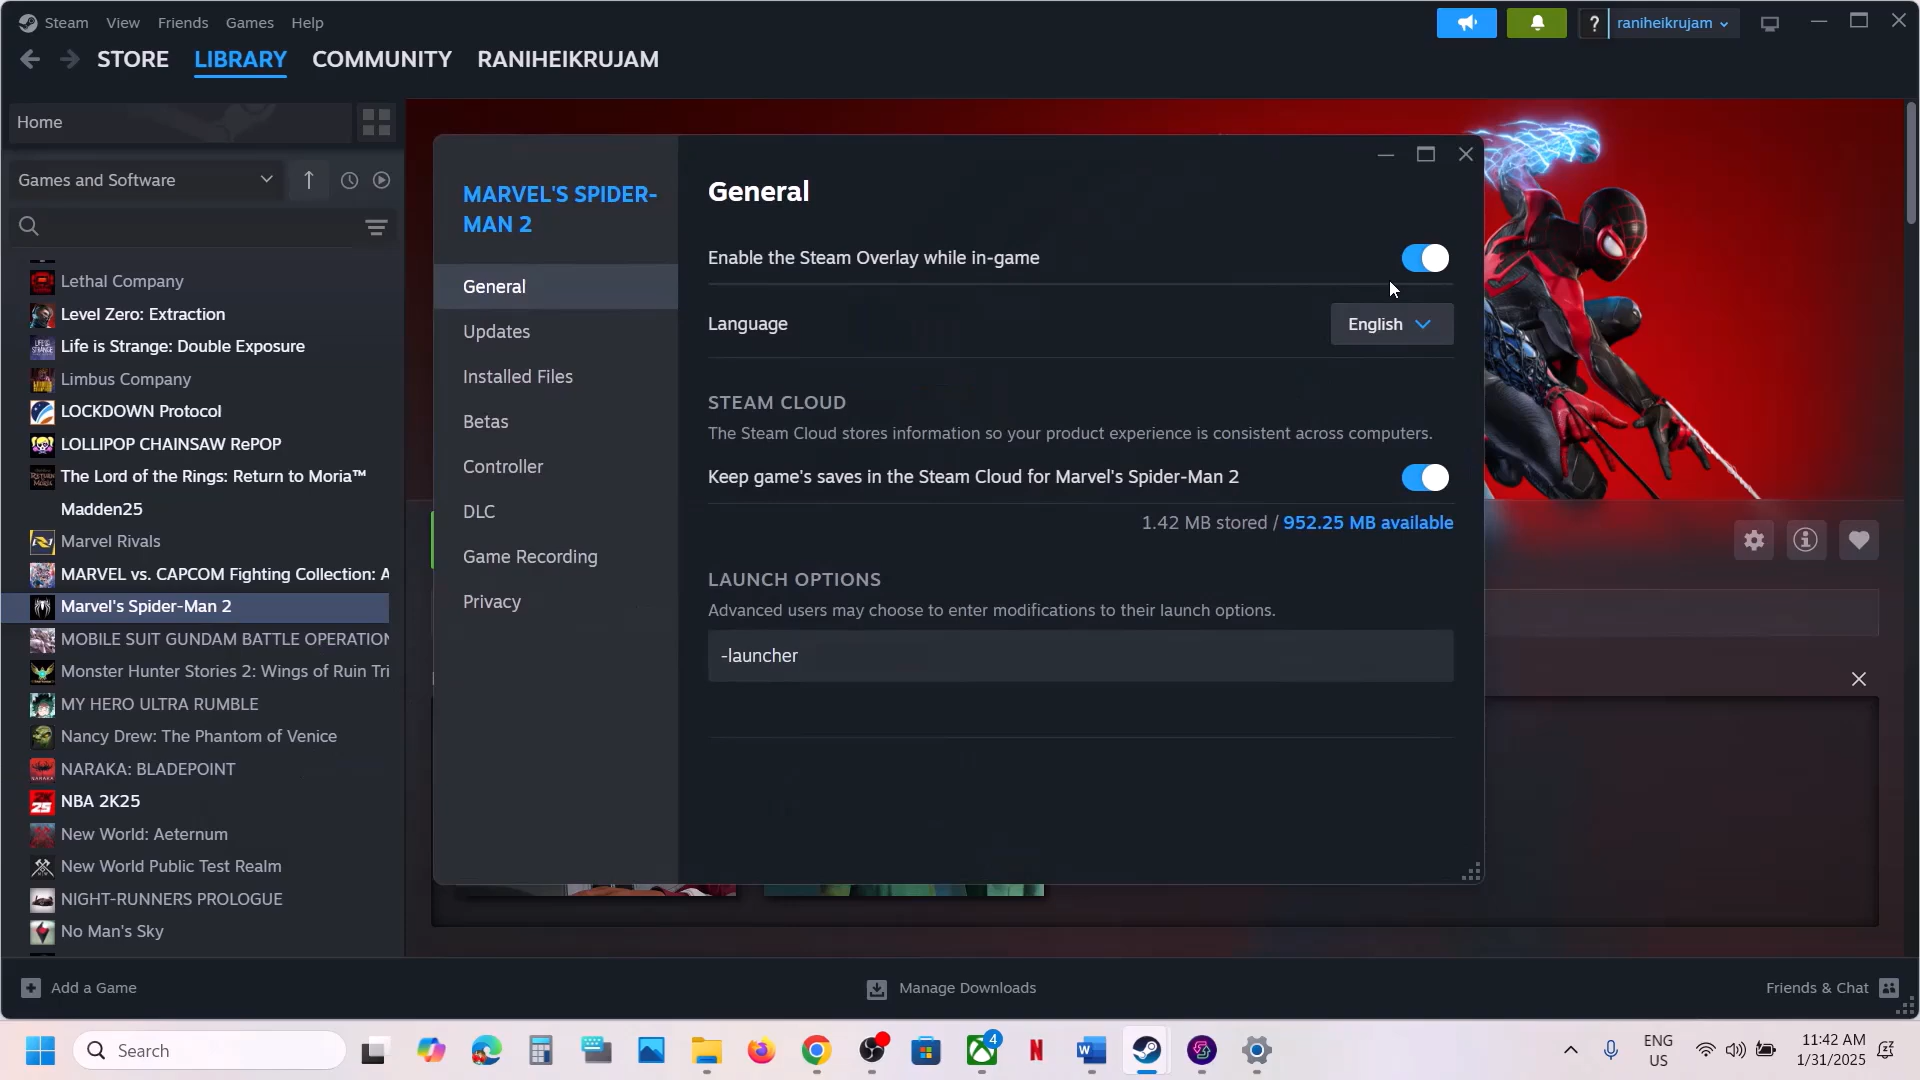 Steam View Friends Games Help
? raniheikrujam
STORE LIBRARY COMMUNITY RANIHEIKRUJAM
Home
Games and Software
Lethal Company
Level Zero: Extraction
Life is Strange: Double Exposure
Limbus Company
LOCKDOWN Protocol
LOLLIPOP CHAINSAW RePOP
The Lord of the Rings: Return to Moria™
Madden25
Marvel Rivals
MARVEL vs. CAPCOM Fighting Collection: A
Marvel's Spider-Man 2
MOBILE SUIT GUNDAM BATTLE OPERATION
Monster Hunter Stories 2: Wings of Ruin Tri
MY HERO ULTRA RUMBLE
Nancy Drew: The Phantom of Venice
NARAKA: BLADEPOINT
NBA 2K25
New World: Aeternum
New World Public Test Realm
NIGHT-RUNNERS PROLOGUE
No Man's Sky
MARVEL'S SPIDER-
MAN 2
General
Updates
Installed Files
Betas
Controller
DLC
Game Recording
Privacy
General
Enable the Steam Overlay while in-game
Language
English
STEAM CLOUD
The Steam Cloud stores information so your product experience is consistent across computers.
Keep game's saves in the Steam Cloud for Marvel's Spider-Man 2
1.42 MB stored / 952.25 MB available
LAUNCH OPTIONS
Advanced users may choose to enter modifications to their launch options.
-launcher
Add a Game
Manage Downloads
Friends & Chat
Search
4
ENG
US
11:42 AM
1/31/2025